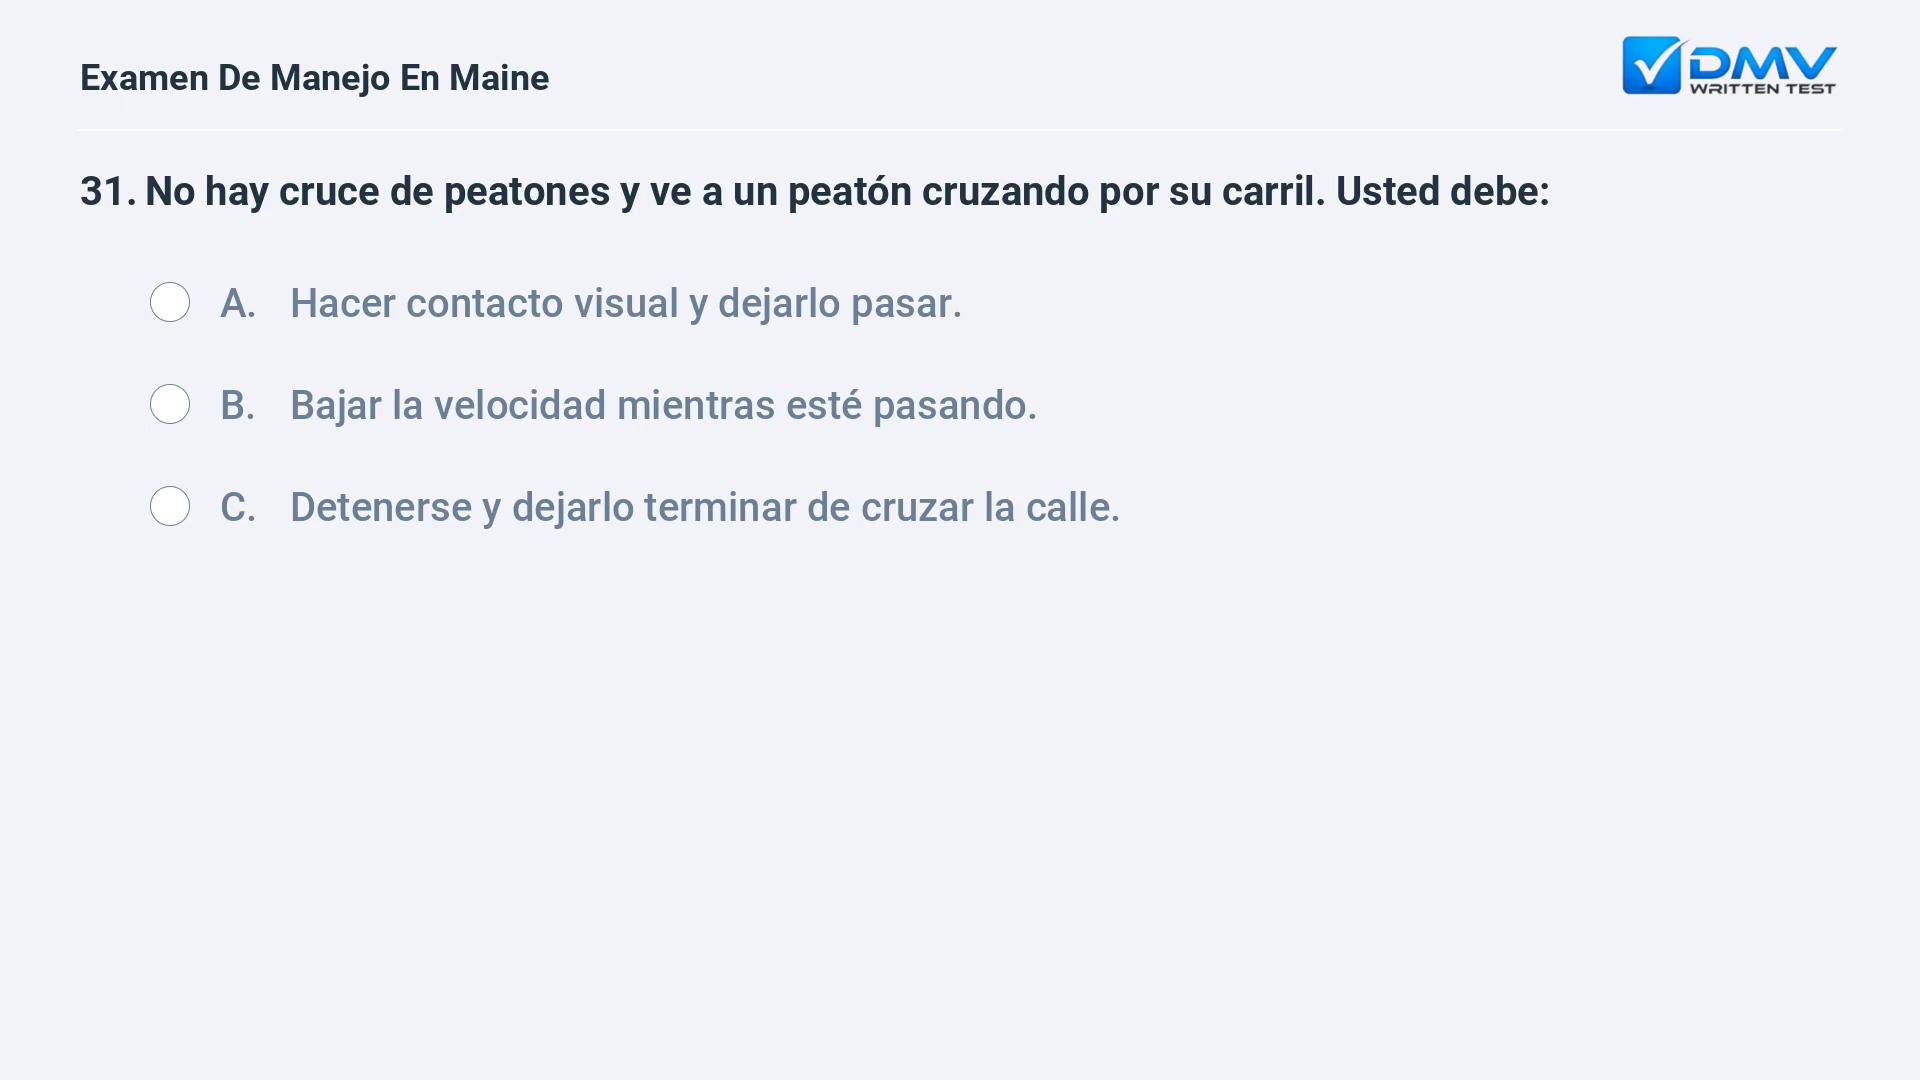 Examen De Manejo En Maine
DMV
WRITTEN TEST
31. No hay cruce de peatones y ve a un peatón cruzando por su carril. Usted debe:
A. Hacer contacto visual y dejarlo pasar.
B. Bajar la velocidad mientras esté pasando.
C. Detenerse y dejarlo terminar de cruzar la calle.